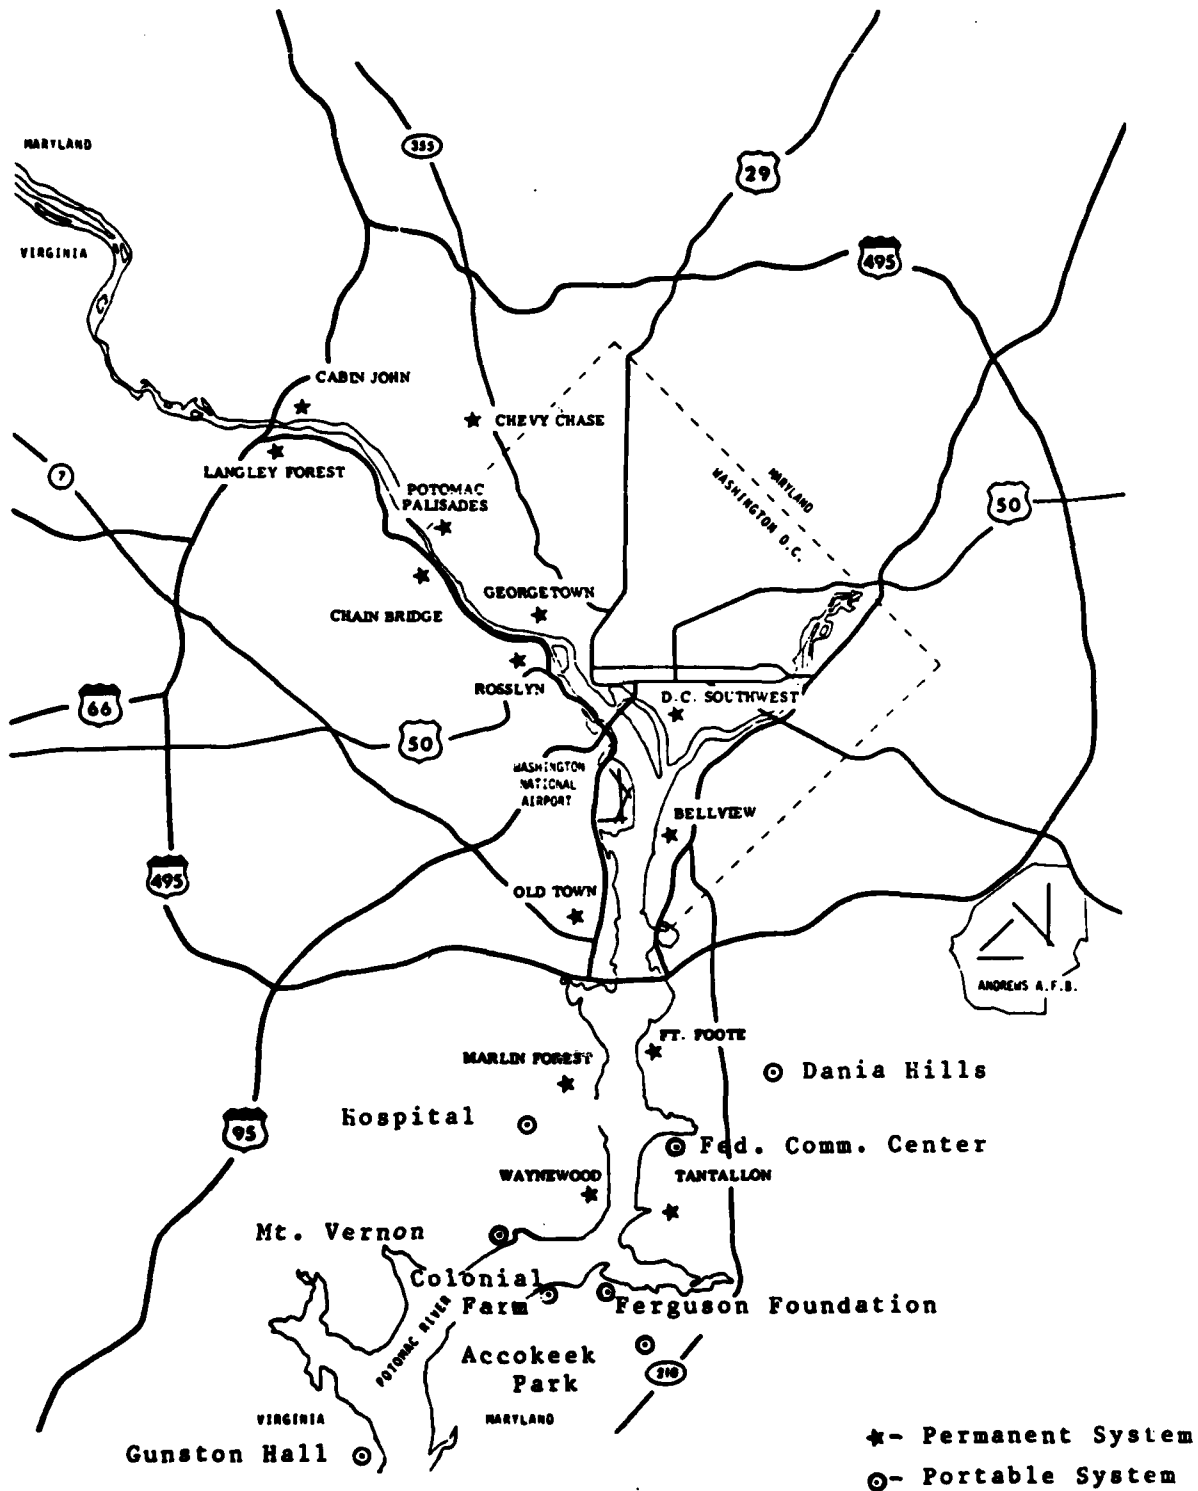 355
29
MARYLAND
495
VIRGINIA
CABIN JOHN
CHEVY CHASE
7
LANGLEY FOREST
MARYLAND
WASHINGTON D.C.
POTOMAC
PALISADES
50
CHAIN BRIDGE
GEORGETOWN
ROSSLYN
D.C. SOUTHWEST
66
50
WASHINGTON
NATIONAL
AIRPORT
BELLVIEW
495
OLD TOWN
ANDREWS A.F.B.
FT. FOOTE
MARLIN FOREST
Dania Hills
Hospital
95
Fed. Comm. Center
WAYNEWOOD
TANTALLON
Mt. Vernon
Colonial
Farm
Ferguson Foundation
POTOMAC RIVER
Accokeek
Park
210
VIRGINIA
MARYLAND
Gunston Hall
- Permanent System
- Portable System